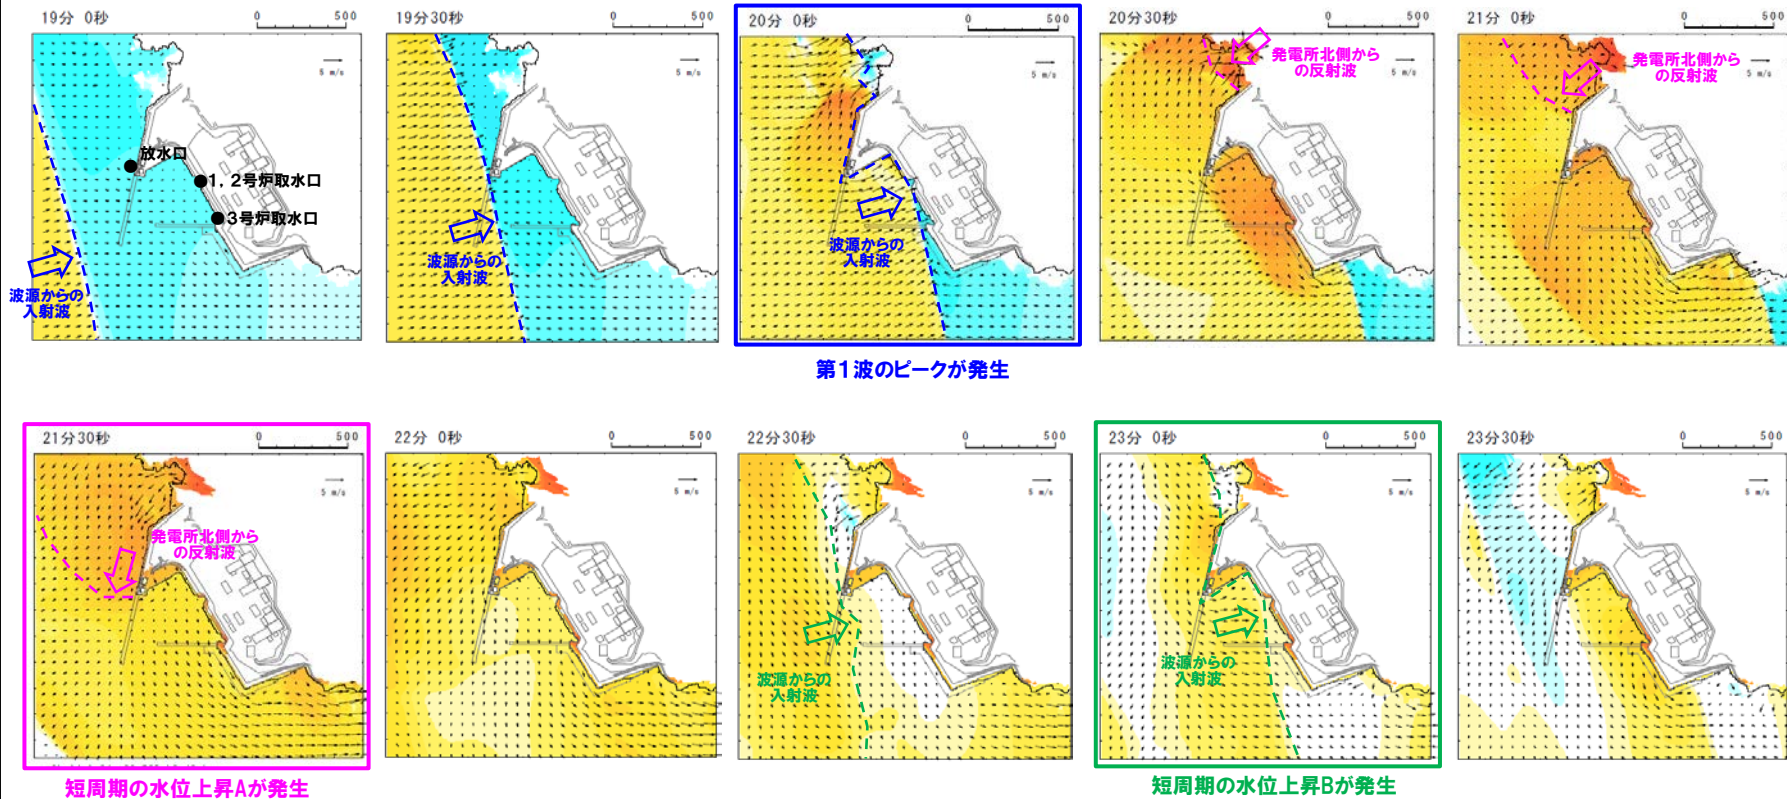 19分 0秒
0 500
5 m/s
放水口
1，2号炉取水口
3号炉取水口
波源からの
入射波
19分30秒
0 500
5 m/s
波源からの
入射波
20分 0秒
0 500
5 m/s
波源からの
入射波
第1波のピークが発生
20分30秒
0 500
発電所北側から
の反射波
5 m/s
21分 0秒
0 500
発電所北側から
の反射波
5 m/s
21分30秒
0 500
5 m/s
発電所北側から
の反射波
短周期の水位上昇Aが発生
22分 0秒
0 500
5 m/s
22分30秒
0 500
5 m/s
波源からの
入射波
23分 0秒
0 500
5 m/s
波源からの
入射波
短周期の水位上昇Bが発生
23分30秒
0 500
5 m/s